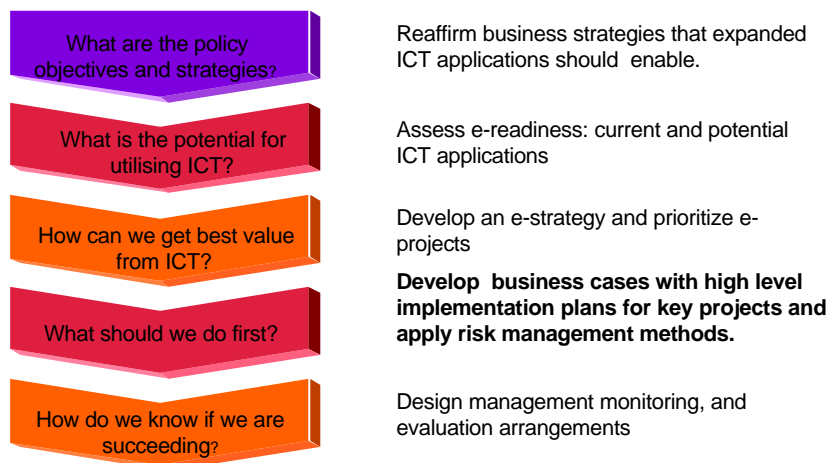 What are the policy
objectives and strategies?
Reaffirm business strategies that expanded
ICT applications should enable.
What is the potential for
utilising ICT?
Assess e-readiness: current and potential
ICT applications
How can we get best value
from ICT?
Develop an e-strategy and prioritize e-
projects
What should we do first?
Develop business cases with high level
implementation plans for key projects and
apply risk management methods.
How do we know if we are
succeeding?
Design management monitoring, and
evaluation arrangements